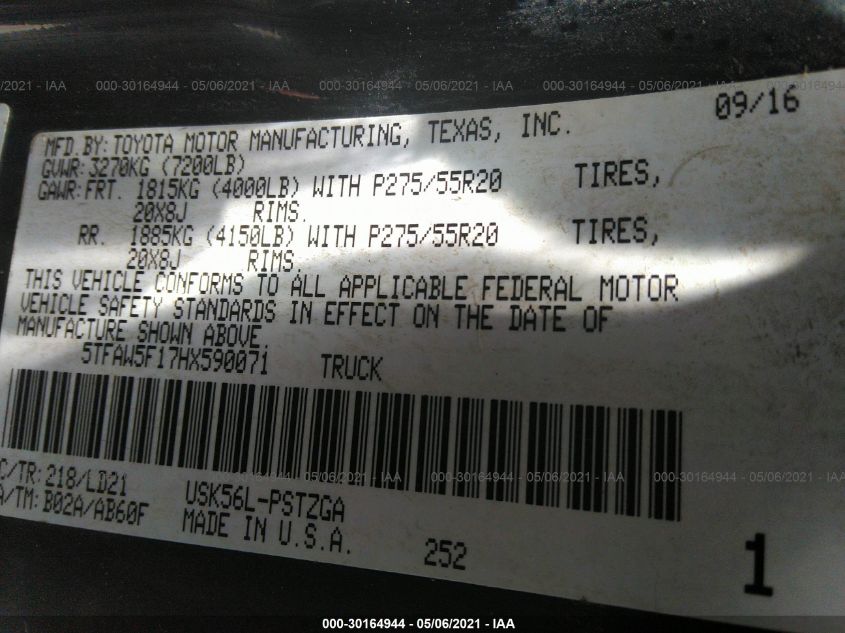 09/16
MFD.BY:TOYOTA MOTOR MANUFACTURING, TEXAS, INC.
GVWR:3270KG (7200LB)
GAWR:FRT. 1815KG (4000LB) WITH P275/55R20 TIRES,
20X8J RIMS.
RR. 1885KG (4150LB) WITH P275/55R20 TIRES,
20X8J RIMS.
THIS VEHICLE CONFORMS TO ALL APPLICABLE FEDERAL MOTOR
VEHICLE SAFETY STANDARDS IN EFFECT ON THE DATE OF
MANUFACTURE SHOWN ABOVE.
5TFAW5F17HX590071 TRUCK
C/TR:218/LD21
A/TM:B02A/AB60F
USK56L-PSTZGA
MADE IN U.S.A.
252
1
000-30164944 - 05/06/2021 - IAA